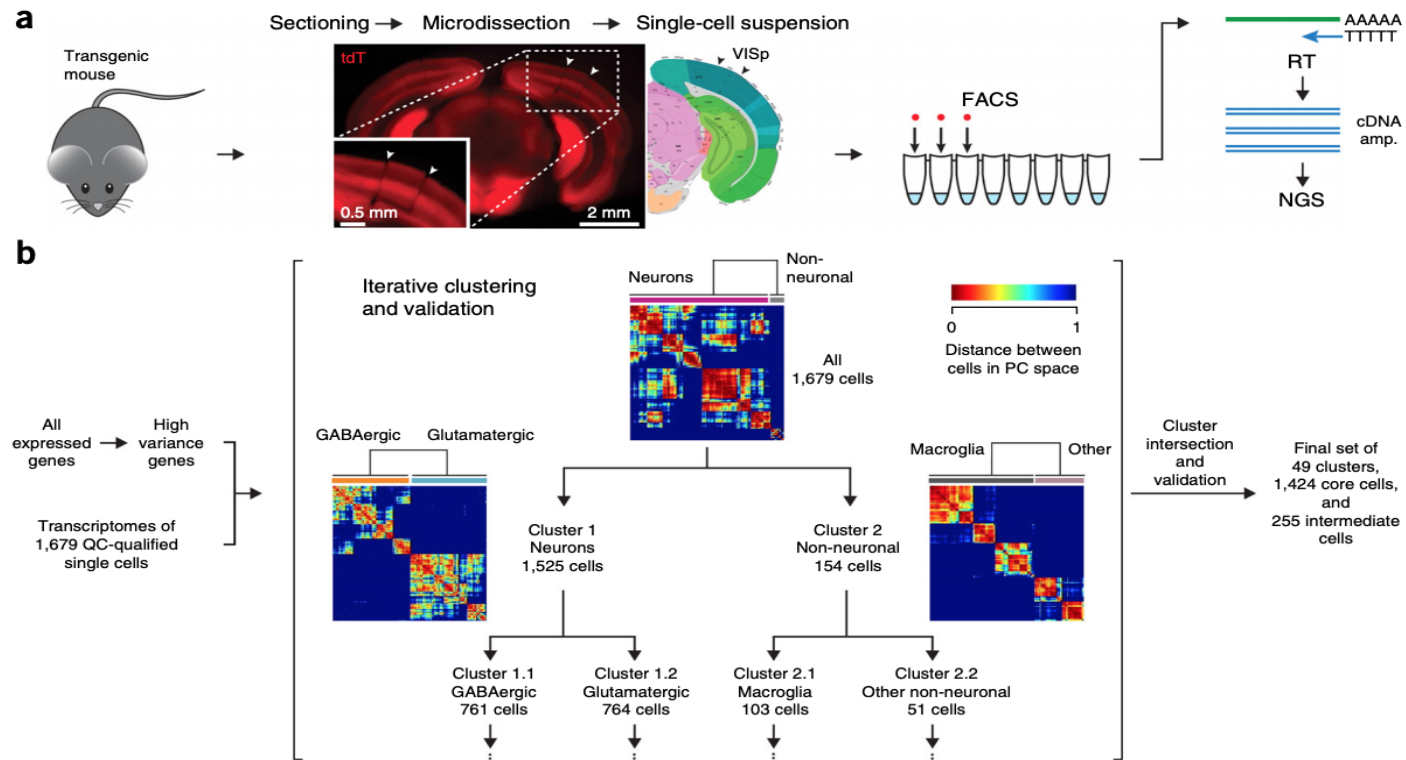 a
Sectioning → Microdissection → Single-cell suspension
Transgenic
mouse
tdT
0.5 mm
2 mm
VISp
FACS
AAAAA
TTTTT
RT
cDNA
amp.
NGS
b
Iterative clustering
and validation
Neurons
Non-
neuronal
All
1,679 cells
0
1
Distance between
cells in PC space
All
expressed
genes
High
variance
genes
Transcriptomes of
1,679 QC-qualified
single cells
GABAergic
Glutamatergic
Macroglia
Other
Cluster 1
Neurons
1,525 cells
Cluster 2
Non-neuronal
154 cells
Cluster 1.1
GABAergic
761 cells
Cluster 1.2
Glutamatergic
764 cells
Cluster 2.1
Macroglia
103 cells
Cluster 2.2
Other non-neuronal
51 cells
Cluster
intersection
and
validation
Final set of
49 clusters,
1,424 core cells,
and
255 intermediate
cells